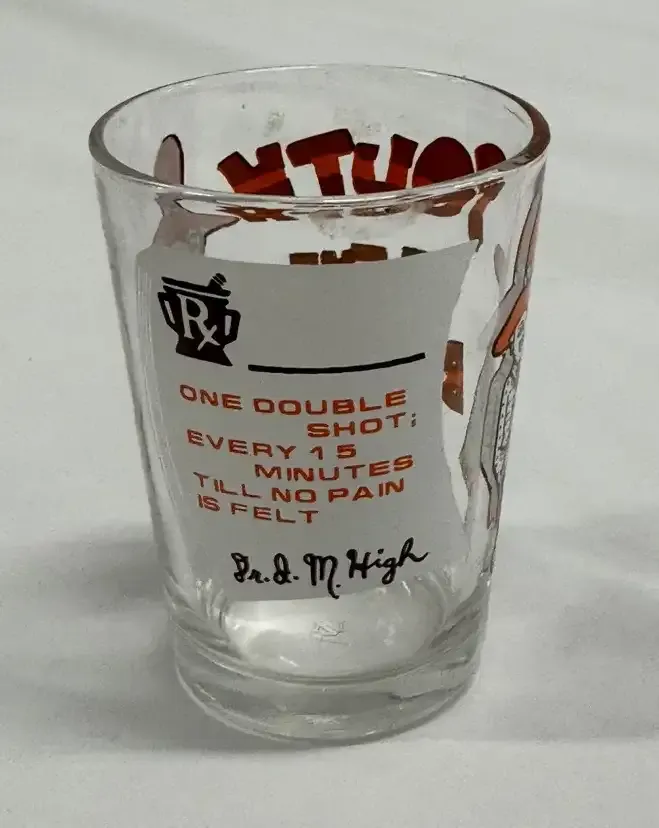 Rx
ONE DOUBLE
SHOT;
EVERY 15
MINUTES
TILL NO PAIN
IS FELT
Dr. I. M. High